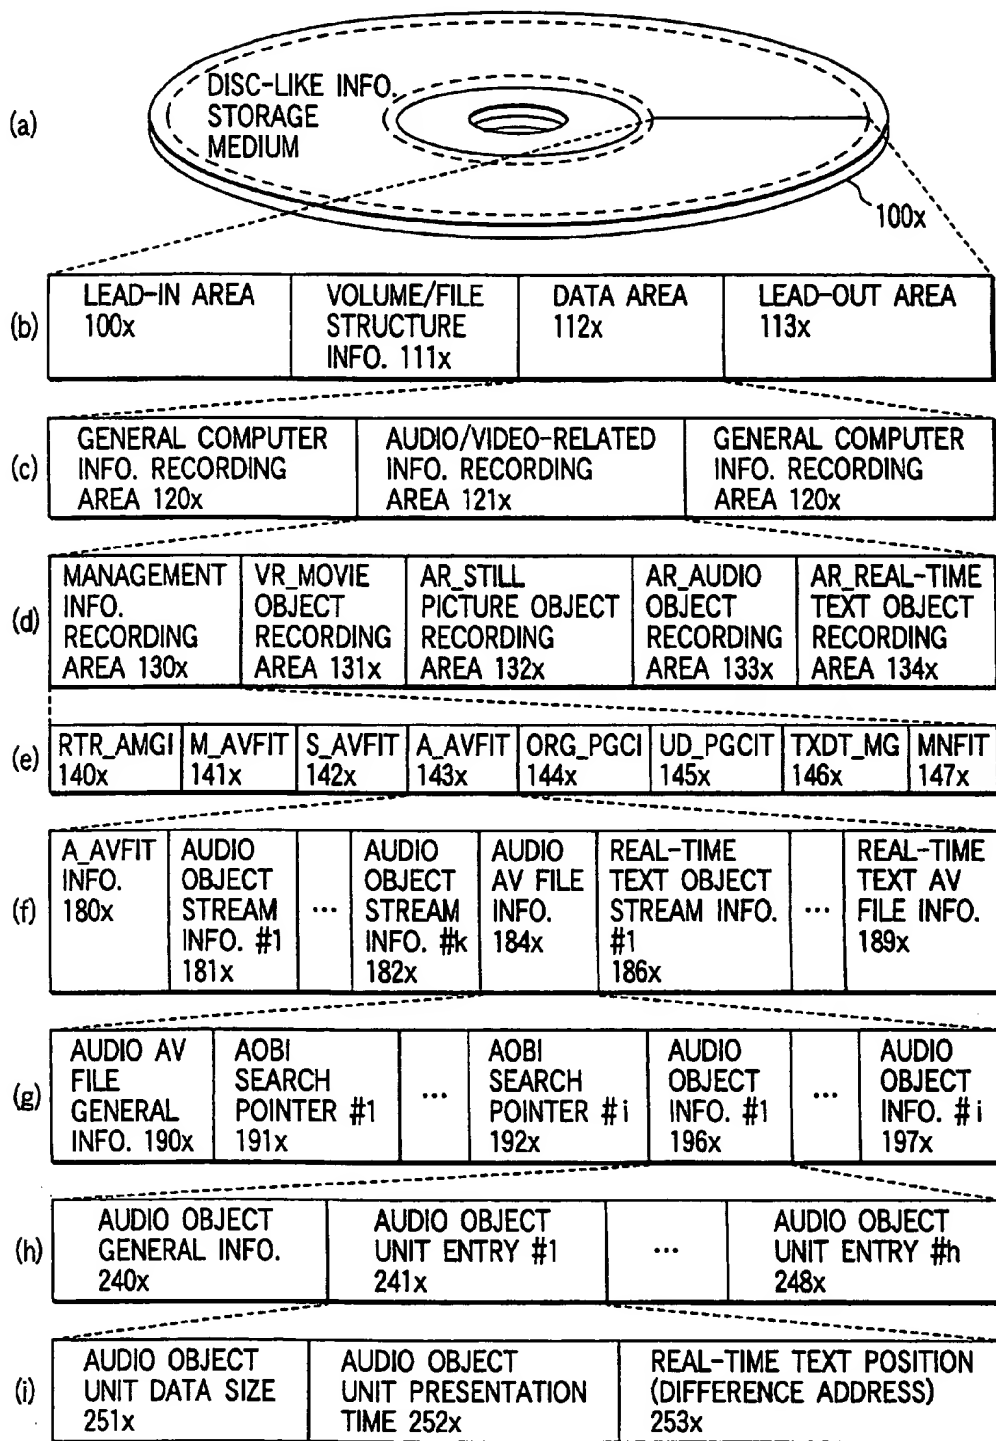 (a)
DISC-LIKE INFO.
STORAGE
MEDIUM
100x
(b)
LEAD-IN AREA
100x
VOLUME/FILE
STRUCTURE
INFO. 111x
DATA AREA
112x
LEAD-OUT AREA
113x
(c)
GENERAL COMPUTER
INFO. RECORDING
AREA 120x
AUDIO/VIDEO-RELATED
INFO. RECORDING
AREA 121x
GENERAL COMPUTER
INFO. RECORDING
AREA 120x
(d)
MANAGEMENT
INFO.
RECORDING
AREA 130x
VR_MOVIE
OBJECT
RECORDING
AREA 131x
AR_STILL
PICTURE OBJECT
RECORDING
AREA 132x
AR_AUDIO
OBJECT
RECORDING
AREA 133x
AR_REAL-TIME
TEXT OBJECT
RECORDING
AREA 134x
(e)
RTR_AMGI
140x
M_AVFIT
141x
S_AVFIT
142x
A_AVFIT
143x
ORG_PGCI
144x
UD_PGCIT
145x
TXDT_MG
146x
MNFIT
147x
(f)
A_AVFIT
INFO.
180x
AUDIO
OBJECT
STREAM
INFO. #1
181x
...
AUDIO
OBJECT
STREAM
INFO. #k
182x
AUDIO
AV FILE
INFO.
184x
REAL-TIME
TEXT OBJECT
STREAM INFO.
#1
186x
...
REAL-TIME
TEXT AV
FILE INFO.
189x
(g)
AUDIO AV
FILE
GENERAL
INFO. 190x
AOBI
SEARCH
POINTER #1
191x
...
AOBI
SEARCH
POINTER #i
192x
AUDIO
OBJECT
INFO. #1
196x
...
AUDIO
OBJECT
INFO. #i
197x
(h)
AUDIO OBJECT
GENERAL INFO.
240x
AUDIO OBJECT
UNIT ENTRY #1
241x
...
AUDIO OBJECT
UNIT ENTRY #h
248x
(i)
AUDIO OBJECT
UNIT DATA SIZE
251x
AUDIO OBJECT
UNIT PRESENTATION
TIME 252x
REAL-TIME TEXT POSITION
(DIFFERENCE ADDRESS)
253x